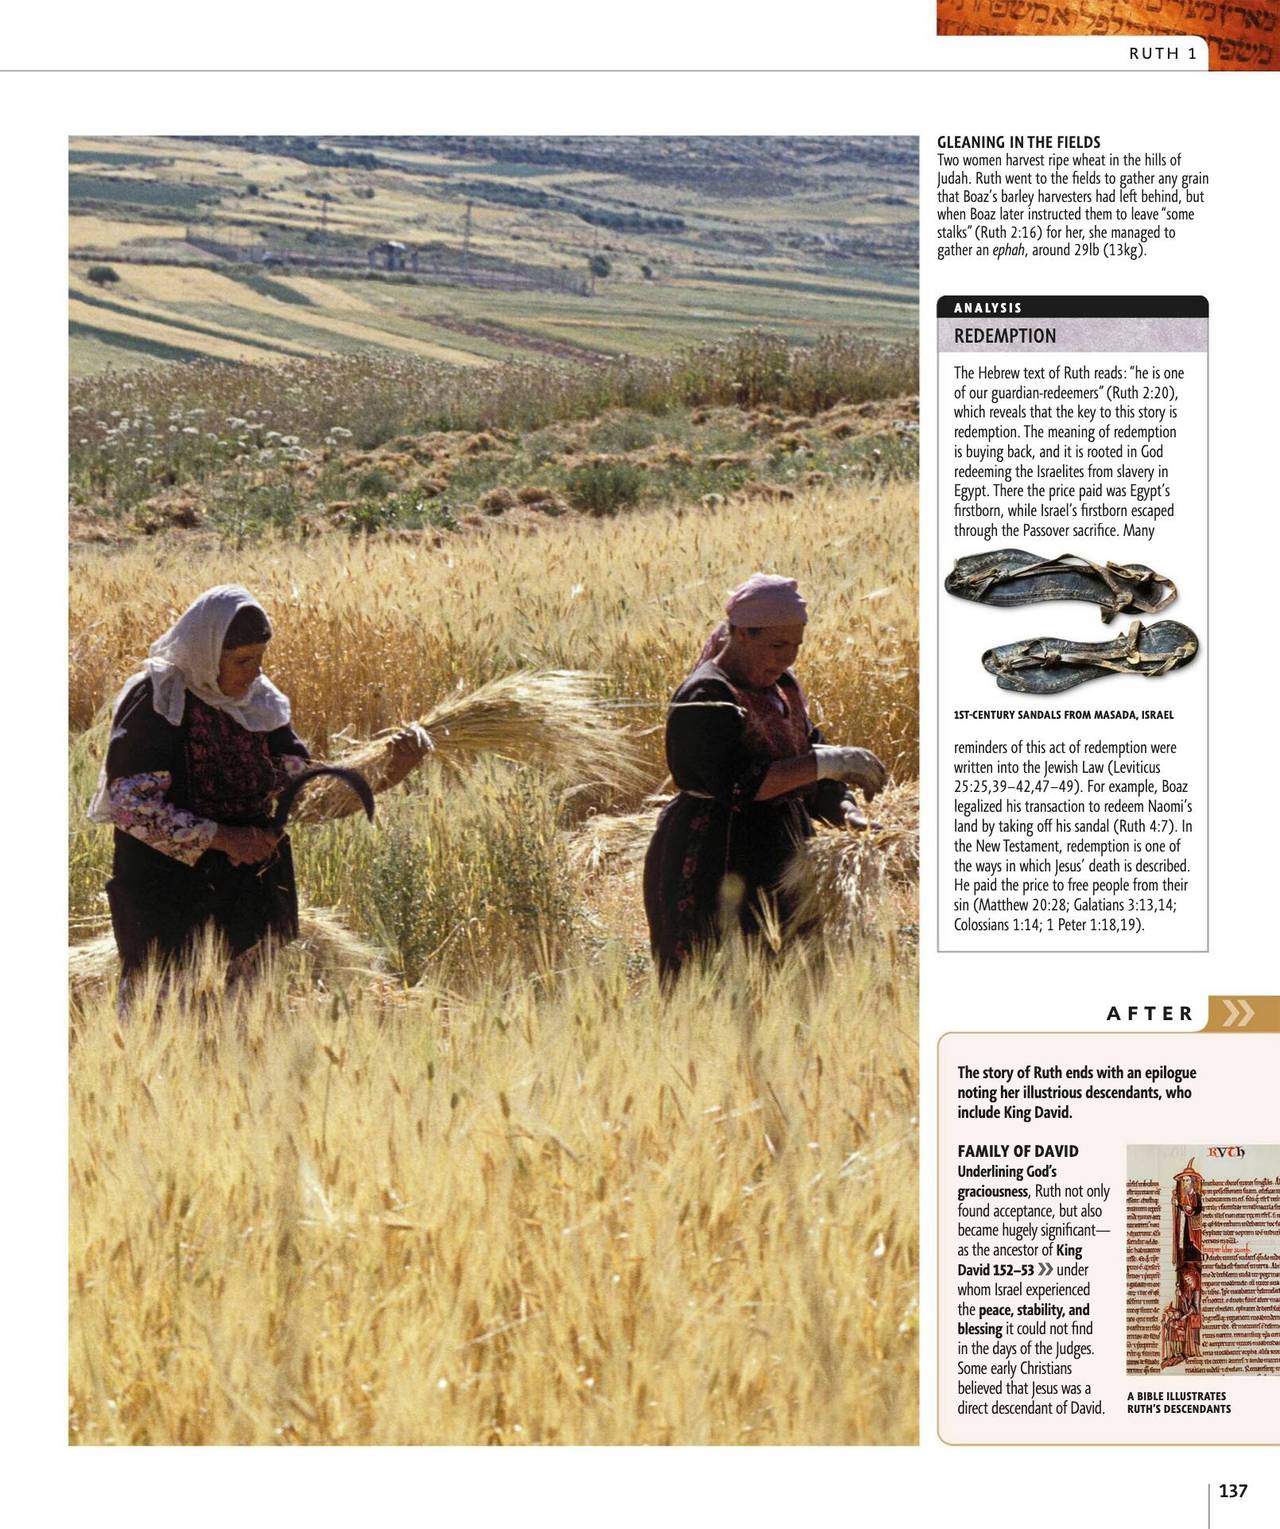 RUTH 1
GLEANING IN THE FIELDS
Two women harvest ripe wheat in the hills of
Judah. Ruth went to the fields to gather any grain
that Boaz’s barley harvesters had left behind, but
when Boaz later instructed them to leave “some
stalks” (Ruth 2:16) for her, she managed to
gather an ephah, around 29lb (13kg).
ANALYSIS
REDEMPTION
The Hebrew text of Ruth reads: “he is one
of our guardian-redeemers” (Ruth 2:20),
which reveals that the key to this story is
redemption. The meaning of redemption
is buying back, and it is rooted in God
redeeming the Israelites from slavery in
Egypt. There the price paid was Egypt’s
firstborn, while Israel’s firstborn escaped
through the Passover sacrifice. Many
1ST-CENTURY SANDALS FROM MASADA, ISRAEL
reminders of this act of redemption were
written into the Jewish Law (Leviticus
25:25,39–42,47–49). For example, Boaz
legalized his transaction to redeem Naomi’s
land by taking off his sandal (Ruth 4:7). In
the New Testament, redemption is one of
the ways in which Jesus’ death is described.
He paid the price to free people from their
sin (Matthew 20:28; Galatians 3:13,14;
Colossians 1:14; 1 Peter 1:18,19).
AFTER
The story of Ruth ends with an epilogue
noting her illustrious descendants, who
include King David.
FAMILY OF DAVID
Underlining God’s
graciousness, Ruth not only
found acceptance, but also
became hugely significant—
as the ancestor of King
David 152–53 » under
whom Israel experienced
the peace, stability, and
blessing it could not find
in the days of the Judges.
Some early Christians
believed that Jesus was a
direct descendant of David.
RVTh
A BIBLE ILLUSTRATES
RUTH’S DESCENDANTS
137